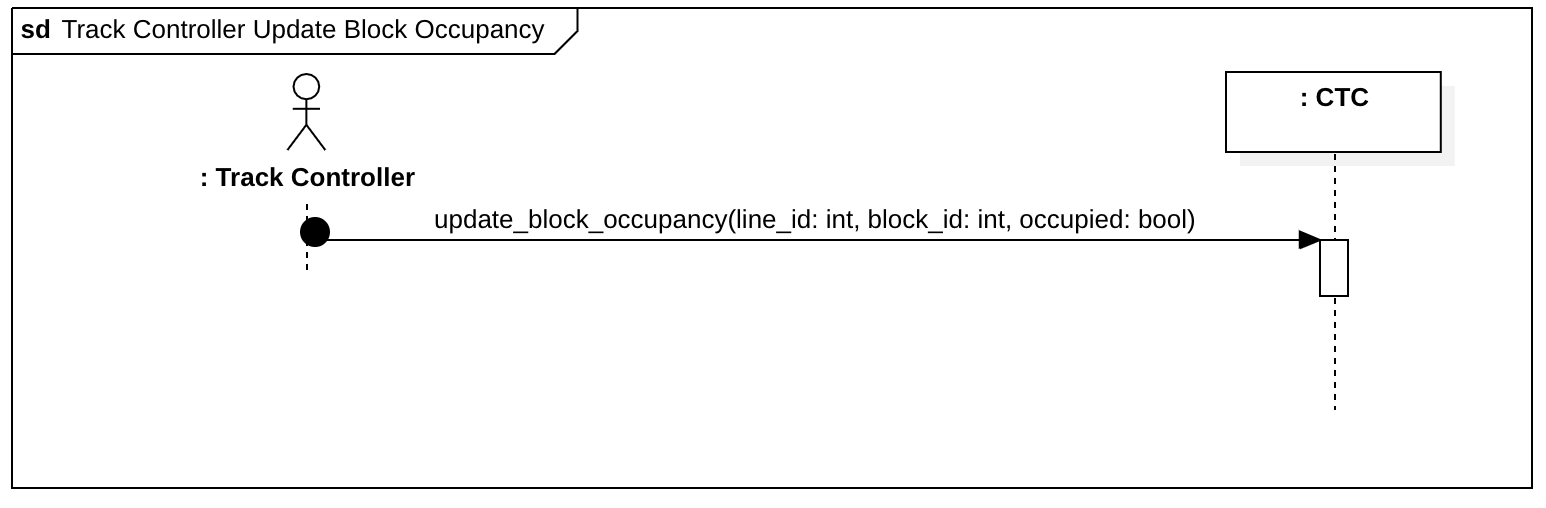 sd Track Controller Update Block Occupancy
: CTC
: Track Controller
update_block_occupancy(line_id: int, block_id: int, occupied: bool)